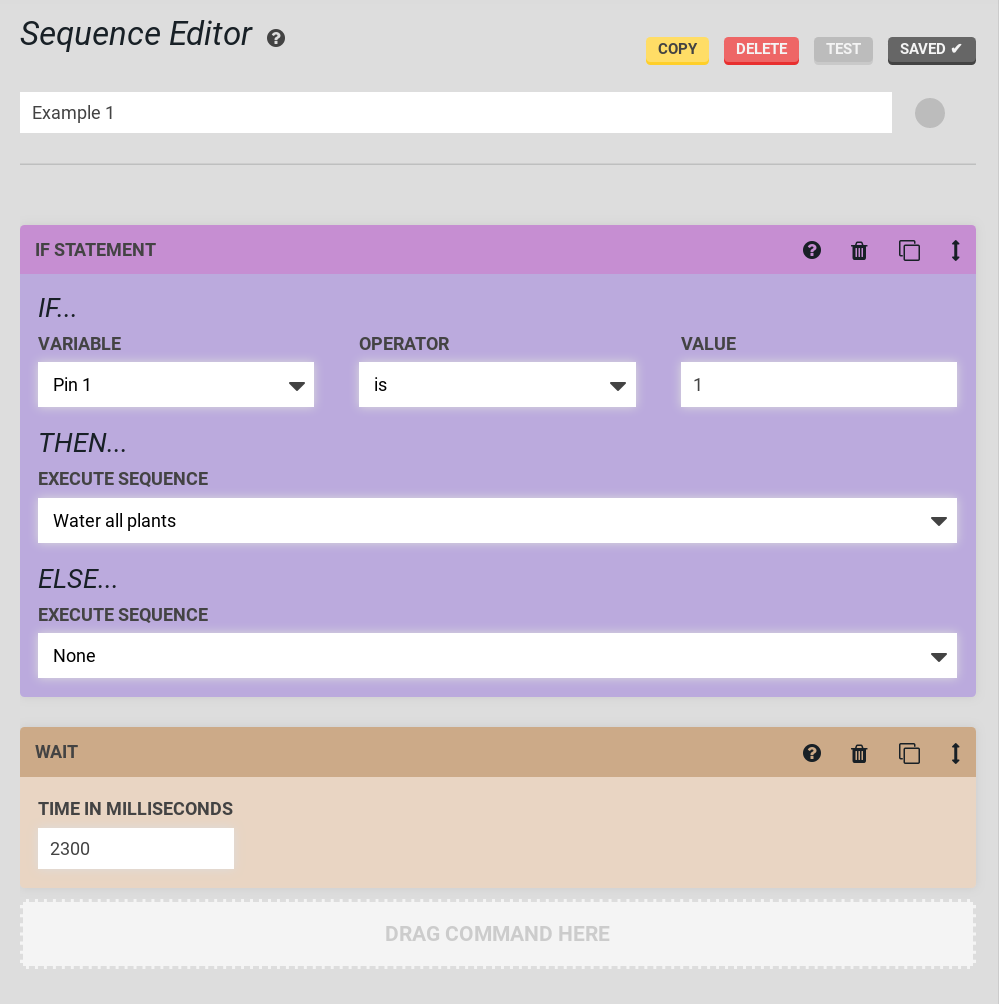 Sequence Editor ?
COPY DELETE TEST SAVED ✔
Example 1
IF STATEMENT ?
IF...
VARIABLE OPERATOR VALUE
Pin 1 is 1
THEN...
EXECUTE SEQUENCE
Water all plants
ELSE...
EXECUTE SEQUENCE
None
WAIT ?
TIME IN MILLISECONDS
2300
DRAG COMMAND HERE